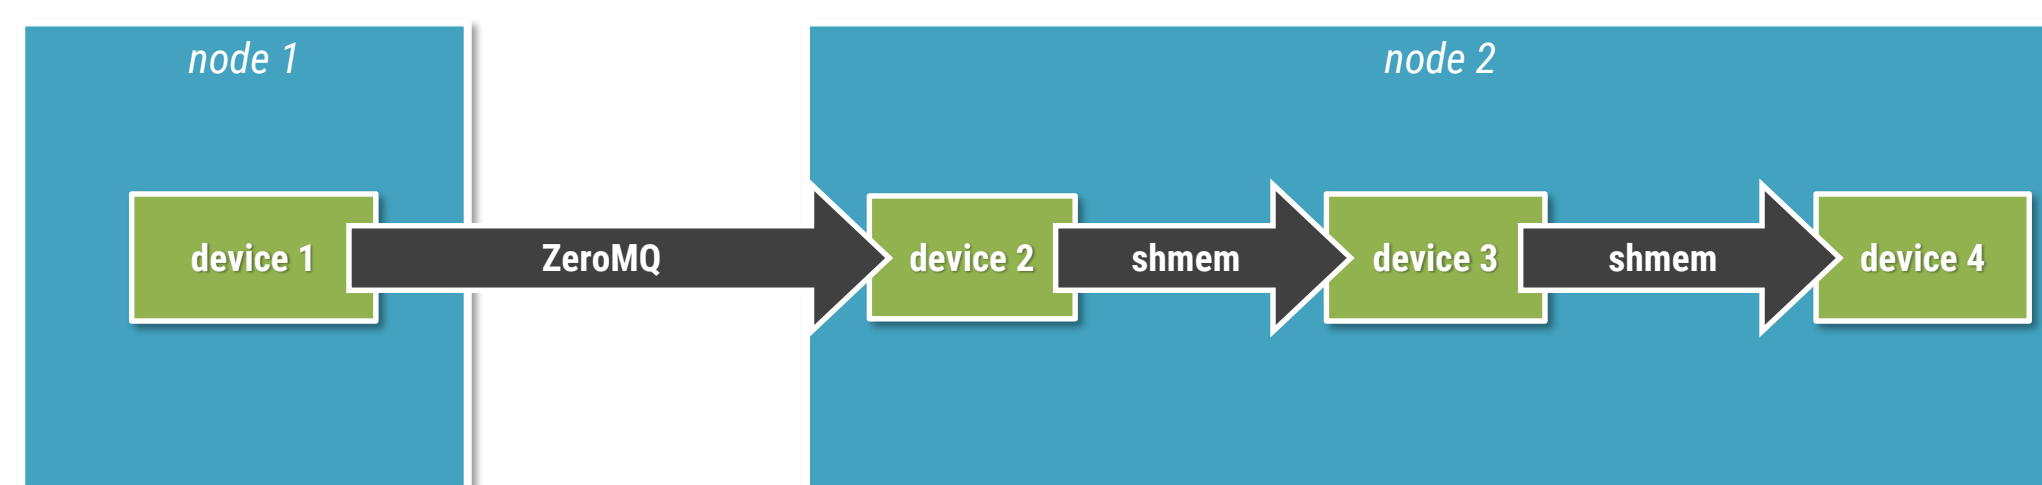 node 1
node 2
device 1
ZeroMQ
device 2
shmem
device 3
shmem
device 4